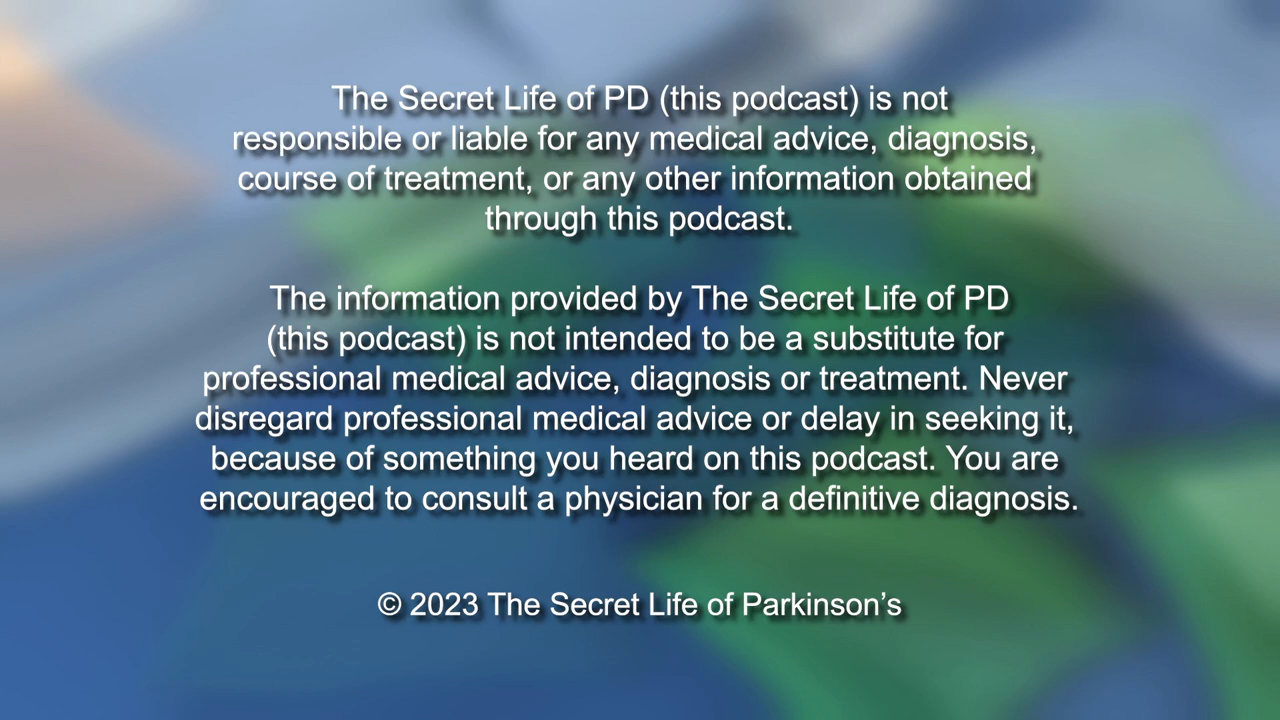 The Secret Life of PD (this podcast) is not
responsible or liable for any medical advice, diagnosis,
course of treatment, or any other information obtained
through this podcast.
The information provided by The Secret Life of PD
(this podcast) is not intended to be a substitute for
professional medical advice, diagnosis or treatment. Never
disregard professional medical advice or delay in seeking it,
because of something you heard on this podcast. You are
encouraged to consult a physician for a definitive diagnosis.
© 2023 The Secret Life of Parkinson’s